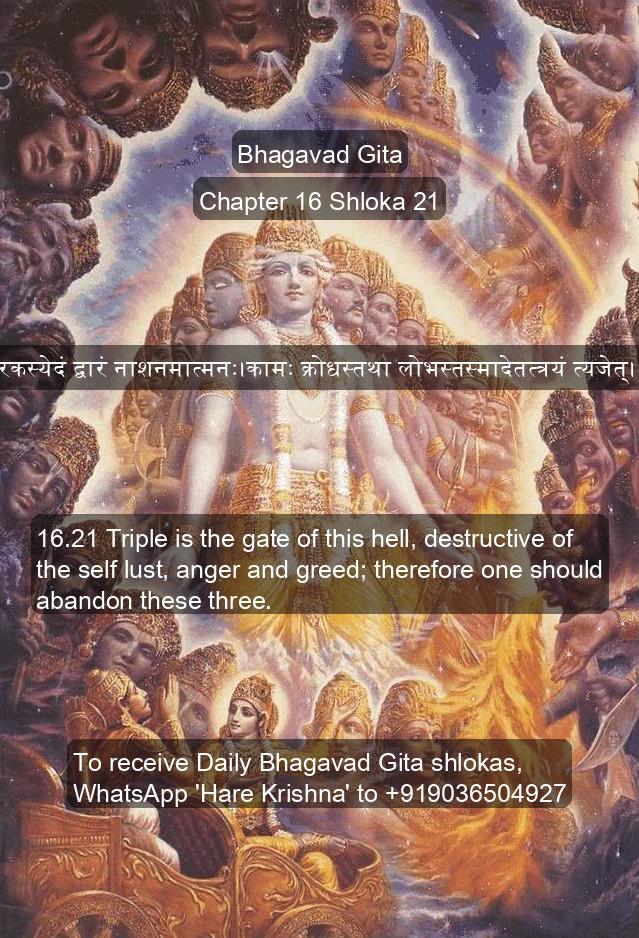 Bhagavad Gita
Chapter 16 Shloka 21
रकस्येदं द्वारं नाशनमात्मनः।कामः क्रोधस्तथा लोभस्तस्मादेतत्त्रयं त्यजेत्।
16.21 Triple is the gate of this hell, destructive of
the self lust, anger and greed; therefore one should
abandon these three.
To receive Daily Bhagavad Gita shlokas,
WhatsApp 'Hare Krishna' to +919036504927